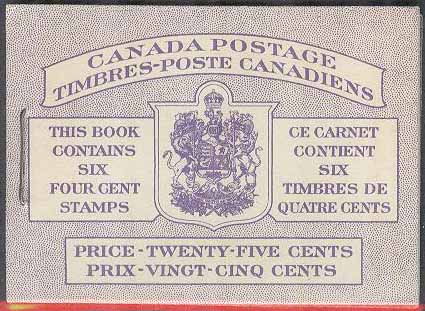 CANADA POSTAGE
TIMBRES-POSTE CANADIENS
THIS BOOK
CONTAINS
SIX
FOUR CENT
STAMPS
CE CARNET
CONTIENT
SIX
TIMBRES DE
QUATRE CENTS
PRICE-TWENTY-FIVE CENTS
PRIX-VINGT-CINQ CENTS